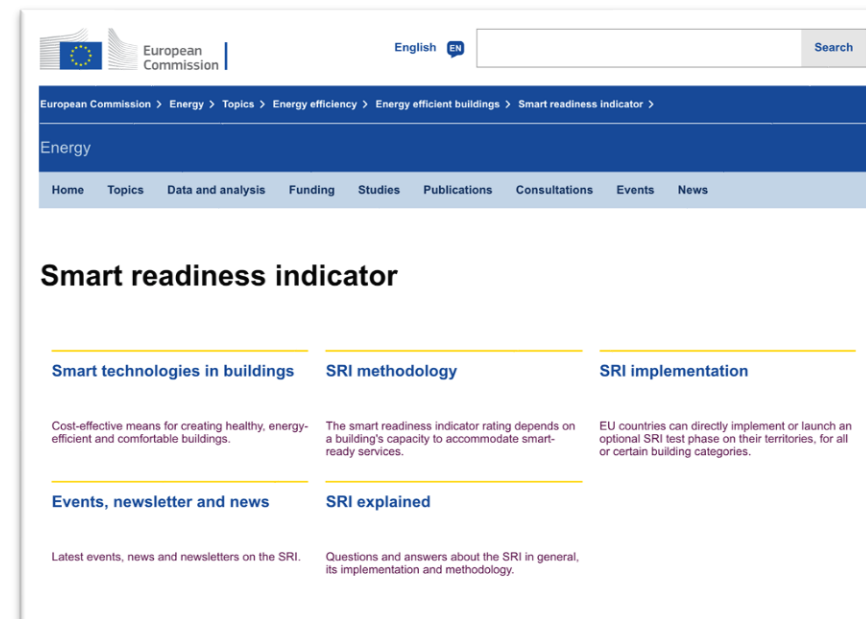 European
Commission
English EN
Search
European Commission > Energy > Topics > Energy efficiency > Energy efficient buildings > Smart readiness indicator >
Energy
Home Topics Data and analysis Funding Studies Publications Consultations Events News
Smart readiness indicator
Smart technologies in buildings
Cost-effective means for creating healthy, energy-
efficient and comfortable buildings.
SRI methodology
The smart readiness indicator rating depends on
a building's capacity to accommodate smart-
ready services.
SRI implementation
EU countries can directly implement or launch an
optional SRI test phase on their territories, for all
or certain building categories.
Events, newsletter and news
Latest events, news and newsletters on the SRI.
SRI explained
Questions and answers about the SRI in general,
its implementation and methodology.